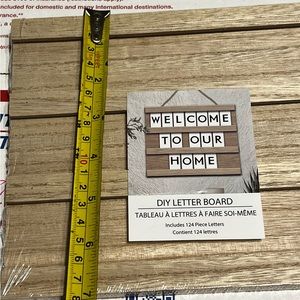 included for domestic and many international destinations.
WELCOME
TO OUR
HOME
DIY LETTER BOARD
TABLEAU À LETTRES À FAIRE SOI-MÊME
Includes 124 Piece Letters
Contient 124 lettres